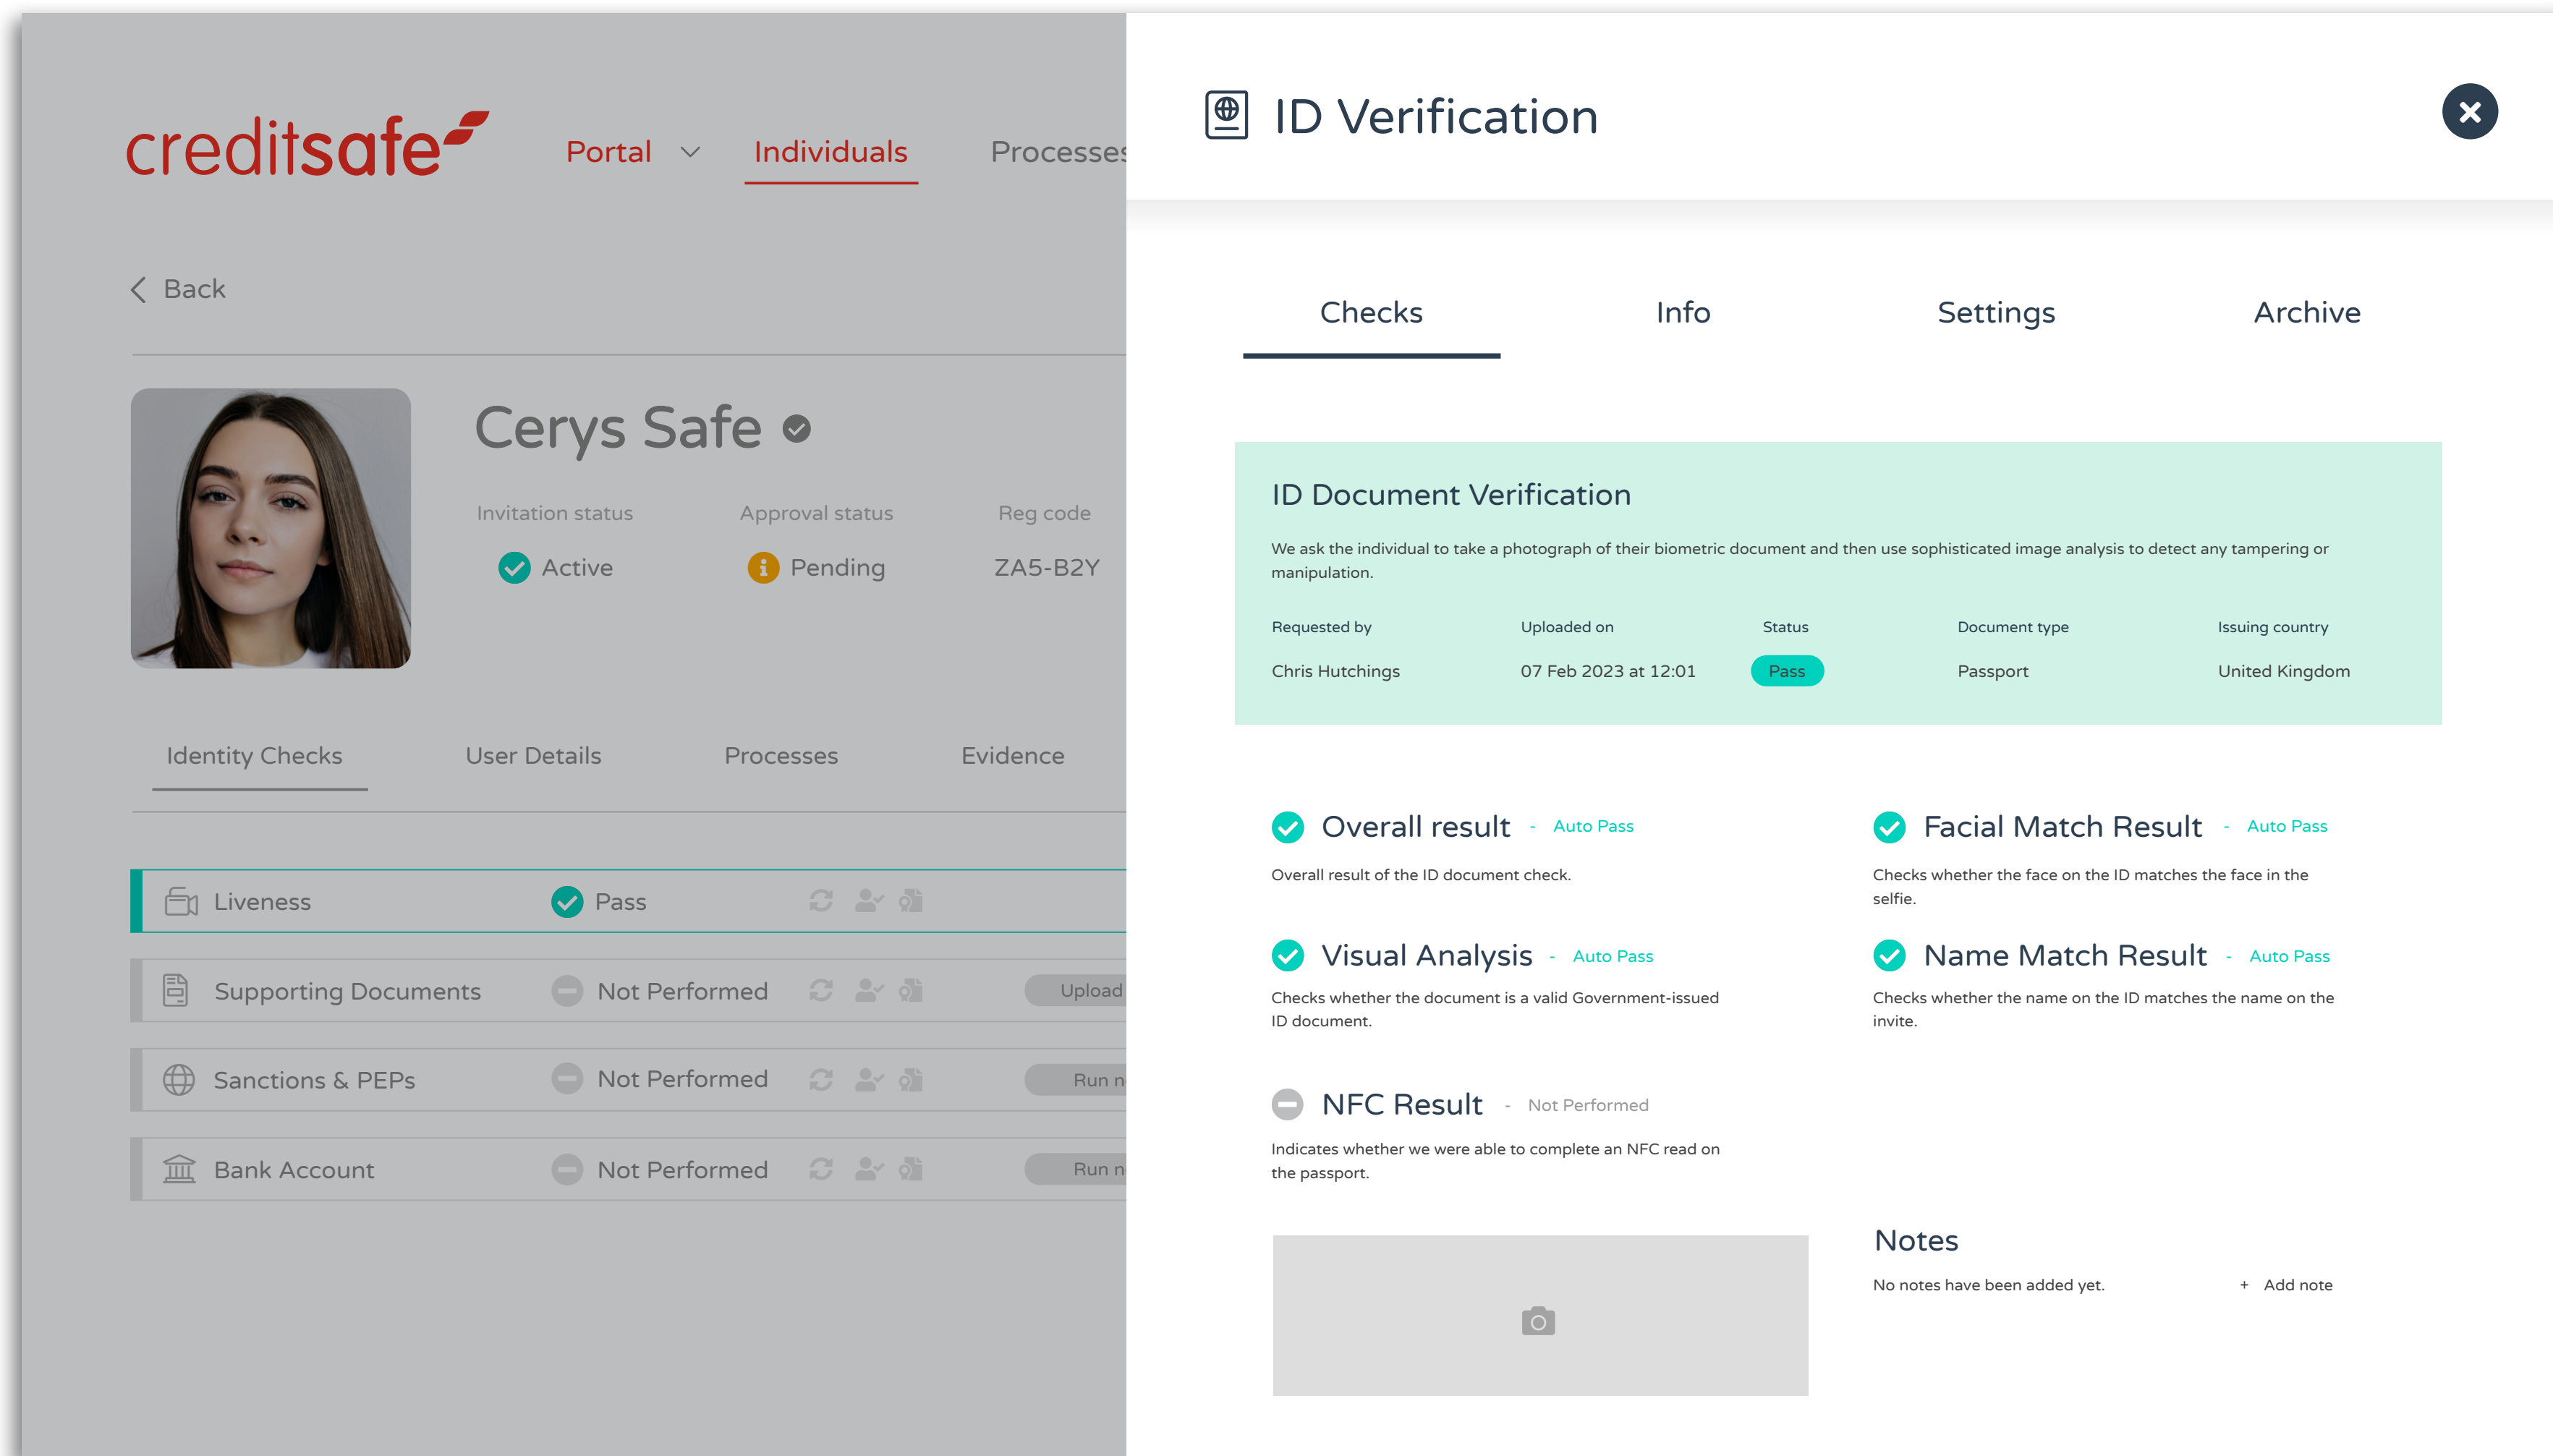 creditsafe
Portal
Individuals
Processes
Back
Cerys Safe
Invitation status
Approval status
Reg code
Active
Pending
ZA5-B2Y
Identity Checks
User Details
Processes
Evidence
Liveness
Pass
Supporting Documents
Not Performed
Upload
Sanctions & PEPs
Not Performed
Run n
Bank Account
Not Performed
Run n
ID Verification
Checks
Info
Settings
Archive
ID Document Verification
We ask the individual to take a photograph of their biometric document and then use sophisticated image analysis to detect any tampering or
manipulation.
Requested by
Uploaded on
Status
Document type
Issuing country
Chris Hutchings
07 Feb 2023 at 12:01
Pass
Passport
United Kingdom
Overall result - Auto Pass
Overall result of the ID document check.
Facial Match Result - Auto Pass
Checks whether the face on the ID matches the face in the
selfie.
Visual Analysis - Auto Pass
Checks whether the document is a valid Government-issued
ID document.
Name Match Result - Auto Pass
Checks whether the name on the ID matches the name on the
invite.
NFC Result - Not Performed
Indicates whether we were able to complete an NFC read on
the passport.
Notes
No notes have been added yet.
+ Add note